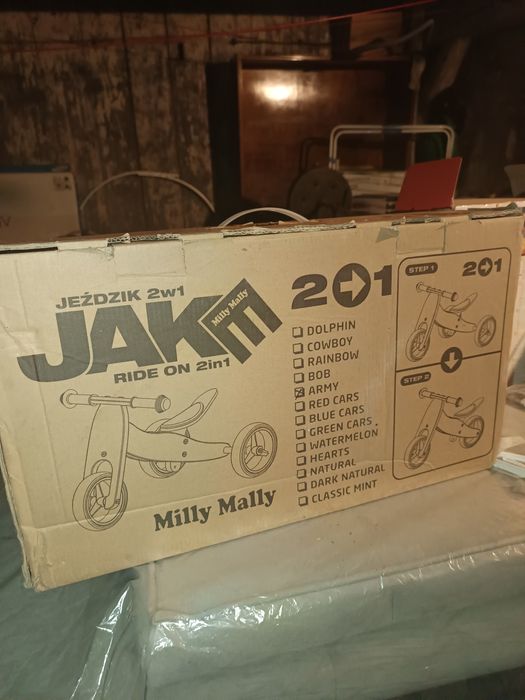 JEŹDZIK 2w1
JAKE
Milly Mally
RIDE ON 2in1
Milly Mally
2➔1
DOLPHIN
COWBOY
RAINBOW
BOB
ARMY
RED CARS
BLUE CARS
GREEN CARS
WATERMELON
HEARTS
NATURAL
DARK NATURAL
CLASSIC MINT
STEP 1
2➔1
STEP 2